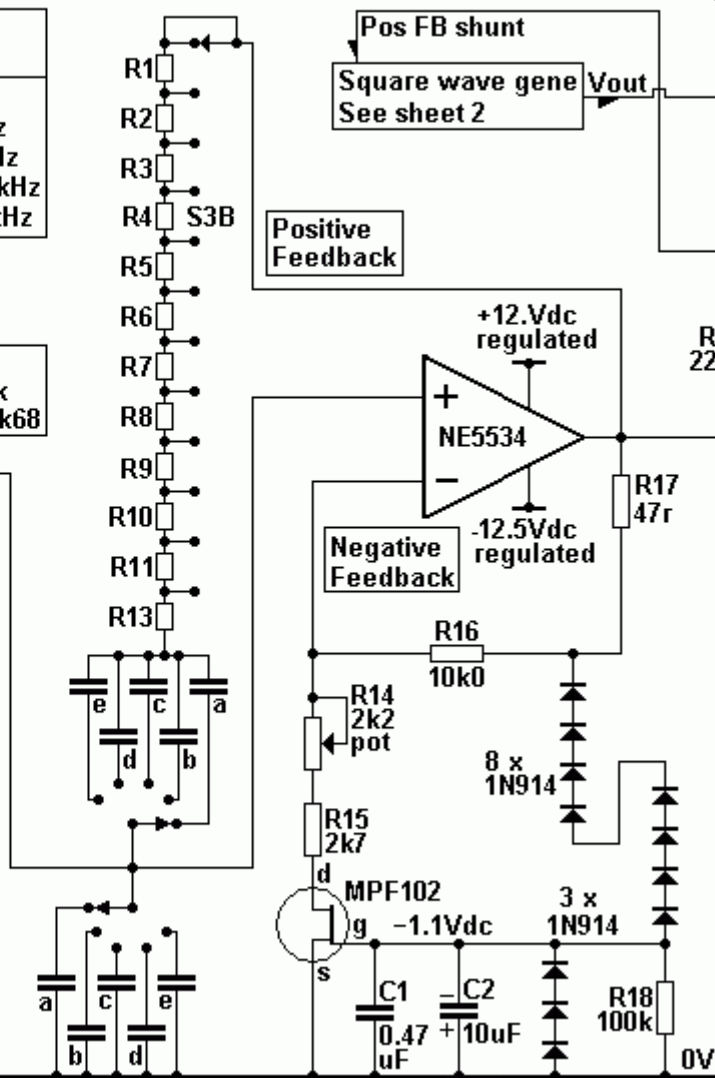 Pos FB shunt
Square wave gene
See sheet 2
Vout
z
Hz
kHz
kHz
R1
R2
R3
R4
S3B
R5
R6
R7
R8
R9
R10
R11
R13
Positive
Feedback
+12.Vdc
regulated
R
22
k
k68
+
NE5534
−
-12.5Vdc
regulated
R17
47r
Negative
Feedback
R16
10k0
R14
2k2
pot
8 x
1N914
R15
2k7
e
c
a
d
b
d
MPF102
g
−1.1Vdc
s
3 x
1N914
a
c
e
b
d
C1
0.47
uF
−
C2
+
10uF
R18
100k
0V